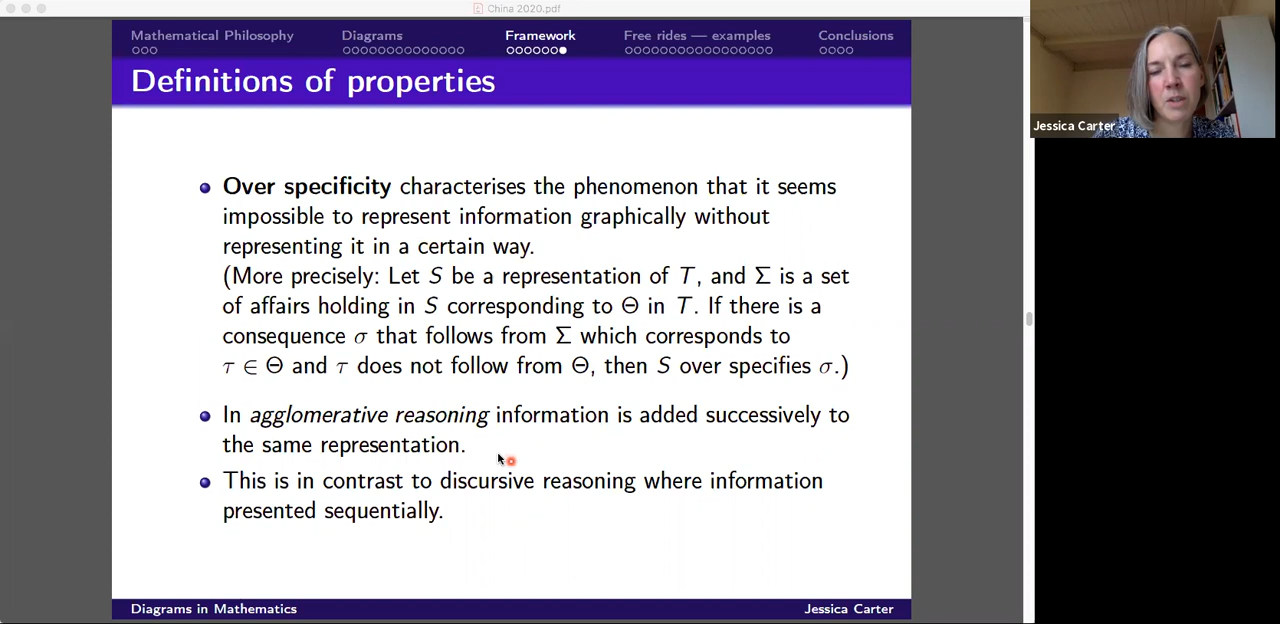 China 2020.pdf
Mathematical Philosophy Diagrams Framework Free rides — examples Conclusions
Definitions of properties
Over specificity characterises the phenomenon that it seems
impossible to represent information graphically without
representing it in a certain way.
(More precisely: Let S be a representation of T, and Σ is a set
of affairs holding in S corresponding to Θ in T. If there is a
consequence σ that follows from Σ which corresponds to
τ ∈ Θ and τ does not follow from Θ, then S over specifies σ.)
In agglomerative reasoning information is added successively to
the same representation.
This is in contrast to discursive reasoning where information
presented sequentially.
Diagrams in Mathematics Jessica Carter
Jessica Carter